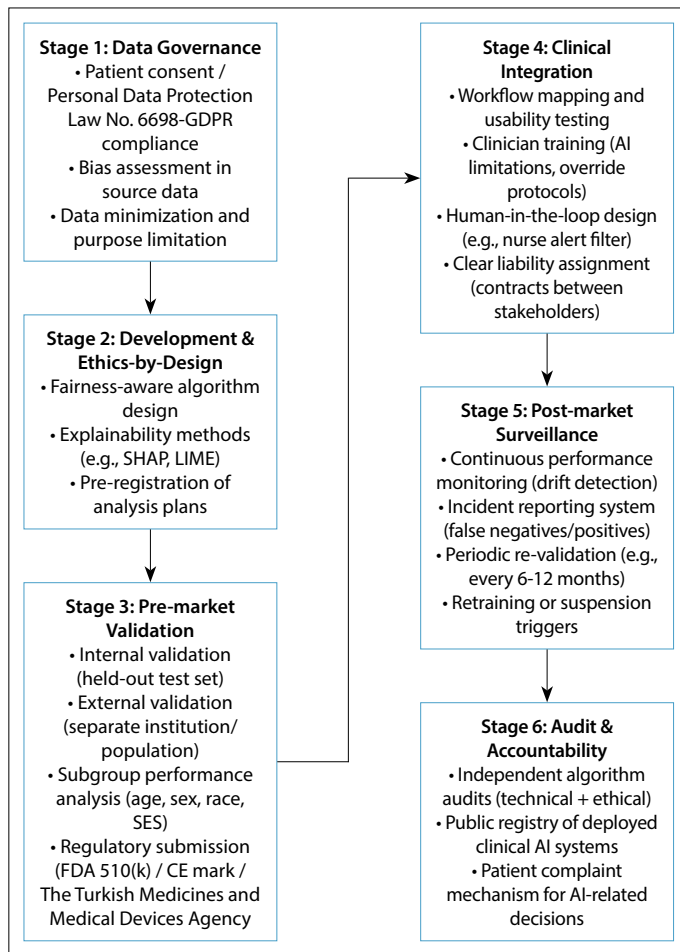 Stage 1: Data Governance
• Patient consent /
Personal Data Protection
Law No. 6698-GDPR
compliance
• Bias assessment in
source data
• Data minimization and
purpose limitation
Stage 2: Development &
Ethics-by-Design
• Fairness-aware algorithm
design
• Explainability methods
(e.g., SHAP, LIME)
• Pre-registration of
analysis plans
Stage 3: Pre-market
Validation
• Internal validation
(held-out test set)
• External validation
(separate institution/
population)
• Subgroup performance
analysis (age, sex, race,
SES)
• Regulatory submission
(FDA 510(k) / CE mark /
The Turkish Medicines and
Medical Devices Agency
Stage 4: Clinical
Integration
• Workflow mapping and
usability testing
• Clinician training (AI
limitations, override
protocols)
• Human-in-the-loop design
(e.g., nurse alert filter)
• Clear liability assignment
(contracts between
stakeholders)
Stage 5: Post-market
Surveillance
• Continuous performance
monitoring (drift detection)
• Incident reporting system
(false negatives/positives)
• Periodic re-validation (e.g.,
every 6-12 months)
• Retraining or suspension
triggers
Stage 6: Audit &
Accountability
• Independent algorithm
audits (technical + ethical)
• Public registry of deployed
clinical AI systems
• Patient complaint
mechanism for AI-related
decisions